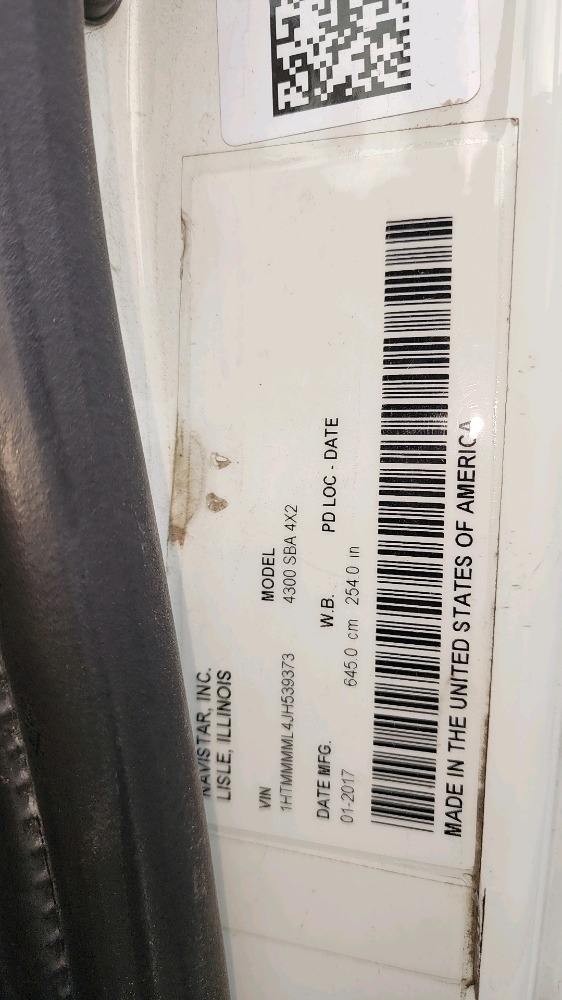 NAVISTAR, INC.
LISLE, ILLINOIS
VIN MODEL
1HTMMMML4JH539373 4300 SBA 4X2
DATE MFG. W.B. PD LOC - DATE
01-2017 645.0 cm 254.0 in
MADE IN THE UNITED STATES OF AMERICA